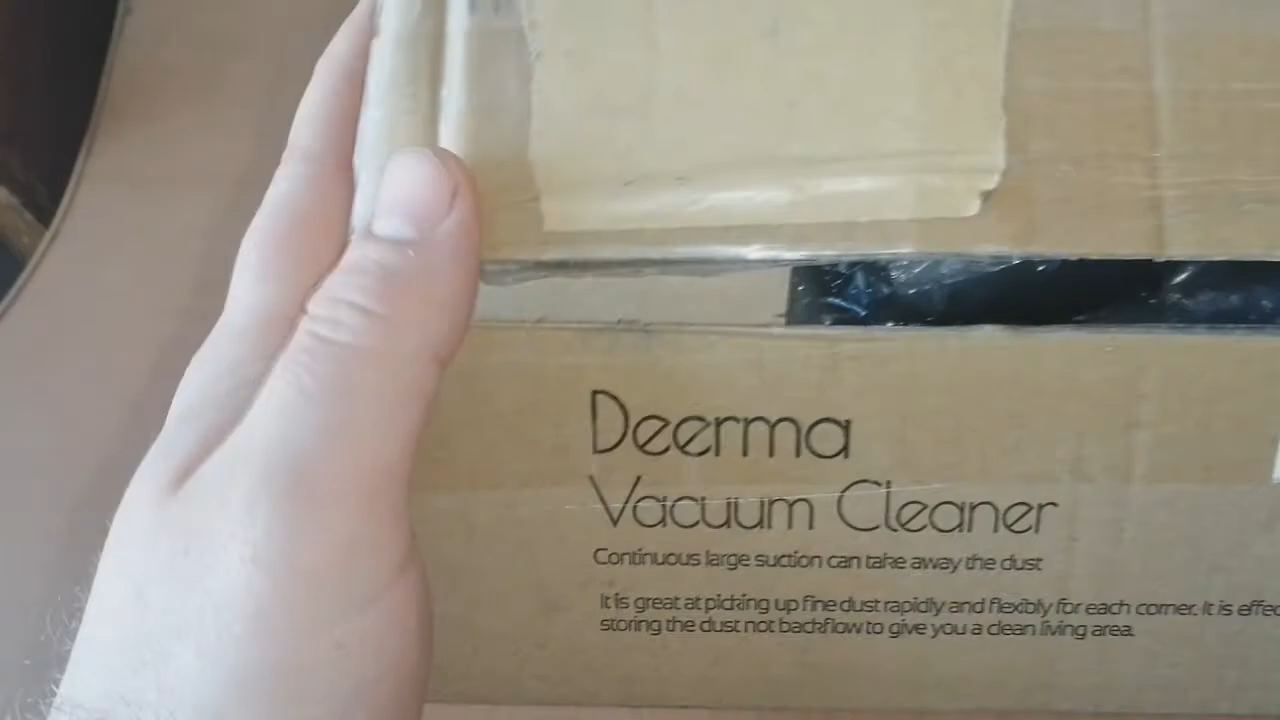 Deerma
Vacuum Cleaner
Continuous large suction can take away the dust
It is great at picking up fine dust rapidly and flexibly for each corner. It is
storing the dust not backflow to give you a clean living area.